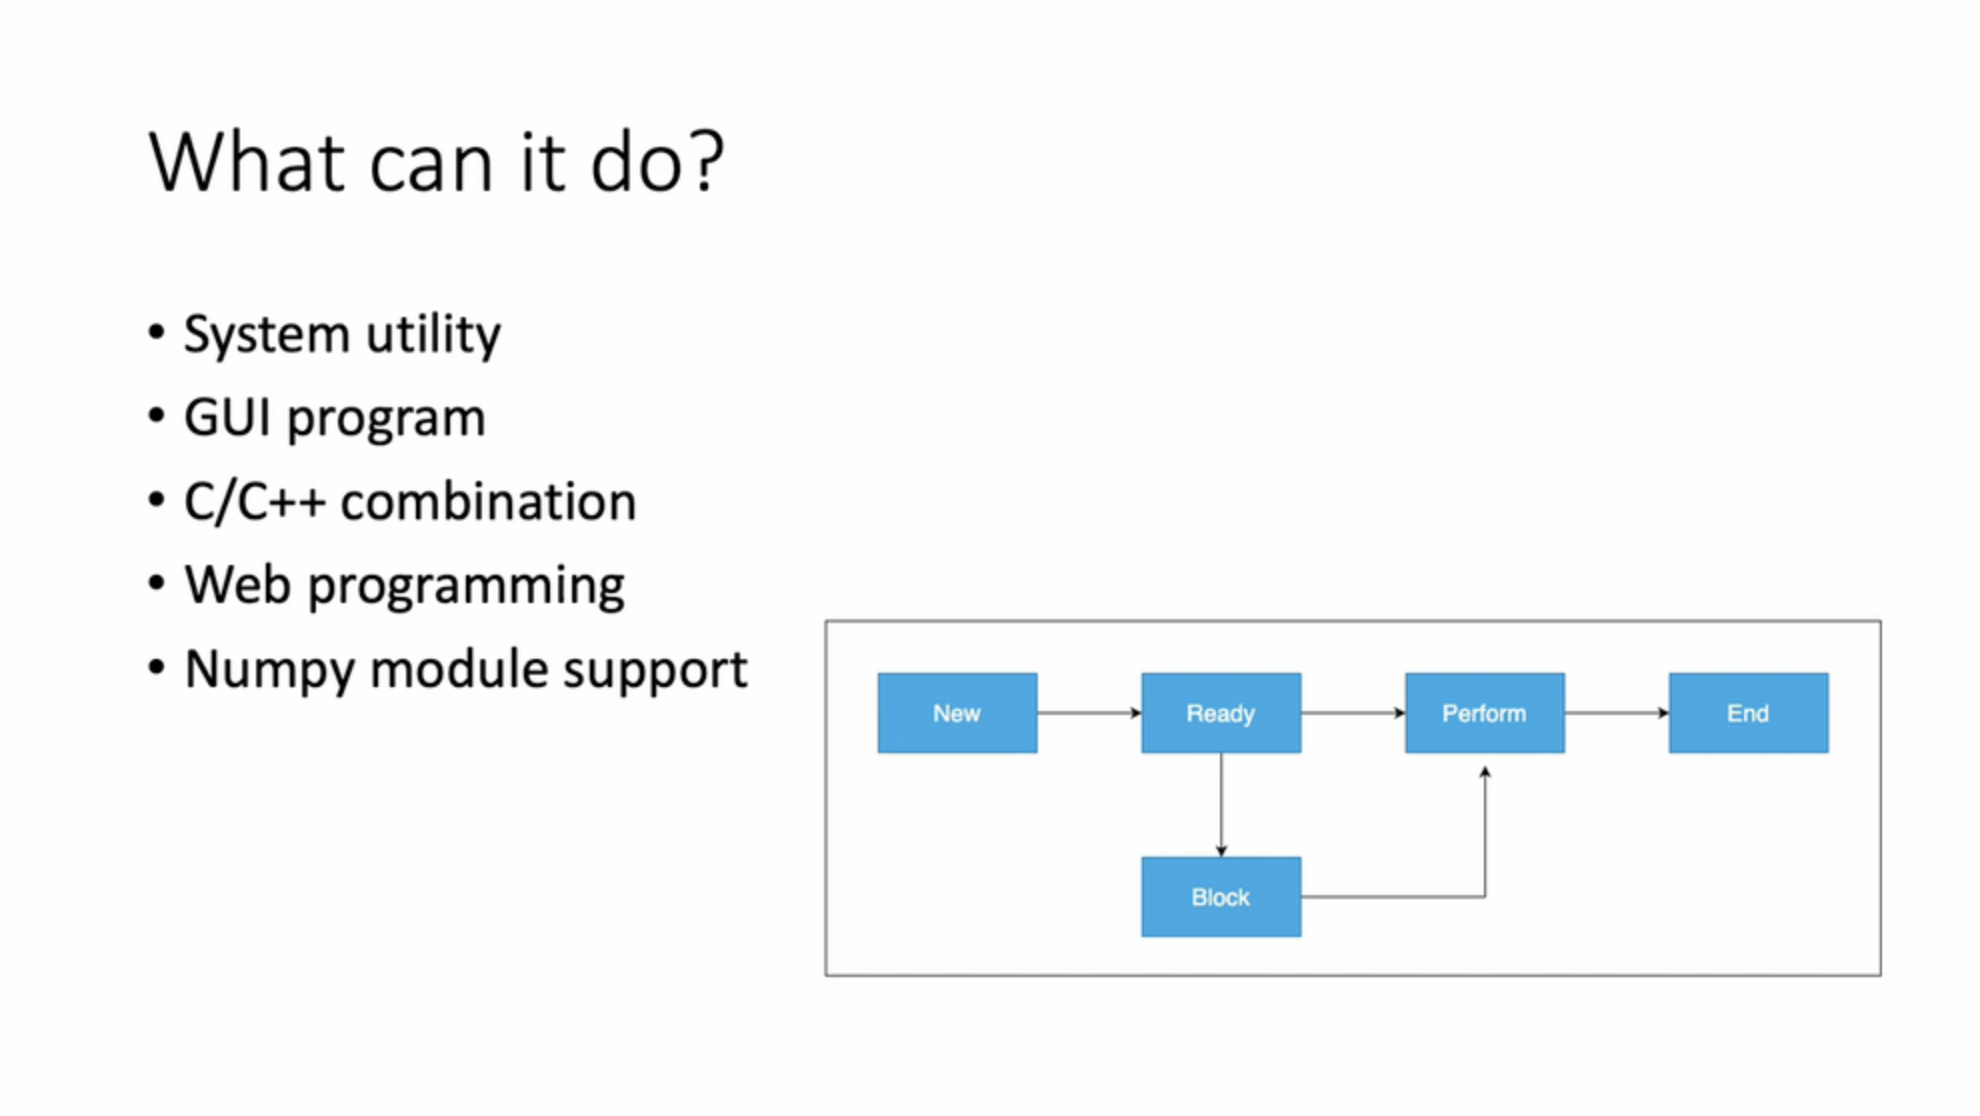 What can it do?
• System utility
• GUI program
• C/C++ combination
• Web programming
• Numpy module support
New
Ready
Perform
End
Block